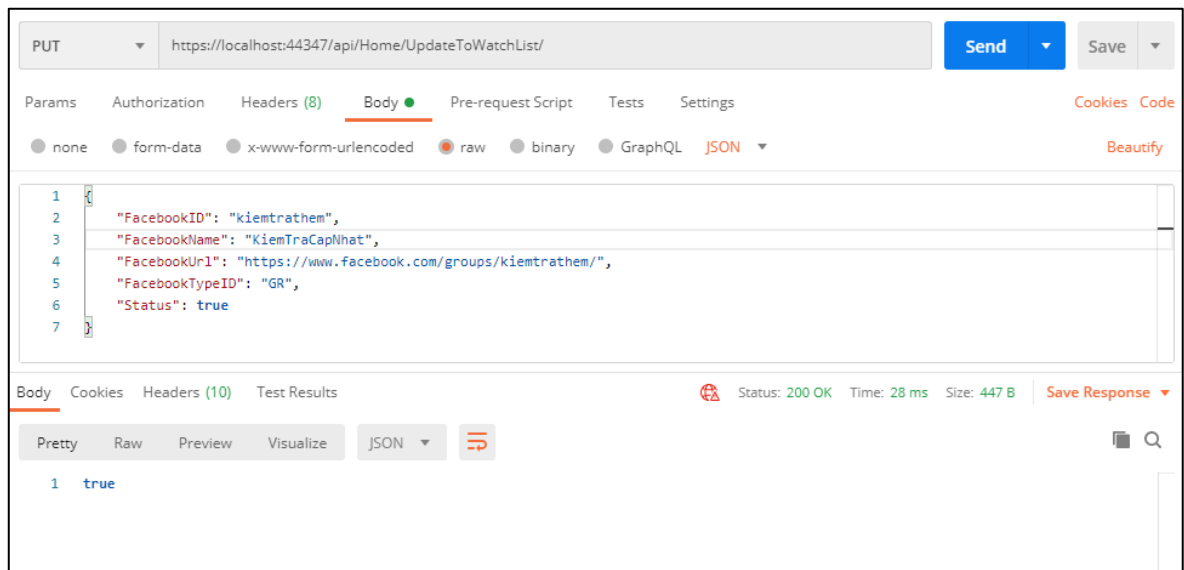 PUT https://localhost:44347/api/Home/UpdateToWatchList/ Send Save
Params Authorization Headers (8) Body Pre-request Script Tests Settings Cookies Code
none form-data x-www-form-urlencoded raw binary GraphQL JSON Beautify
1 {
2 "FacebookID": "kiemtrathem",
3 "FacebookName": "KiemTraCapNhat",
4 "FacebookUrl": "https://www.facebook.com/groups/kiemtrathem/",
5 "FacebookTypeID": "GR",
6 "Status": true
7 }
Body Cookies Headers (10) Test Results Status: 200 OK Time: 28 ms Size: 447 B Save Response
Pretty Raw Preview Visualize JSON
1 true